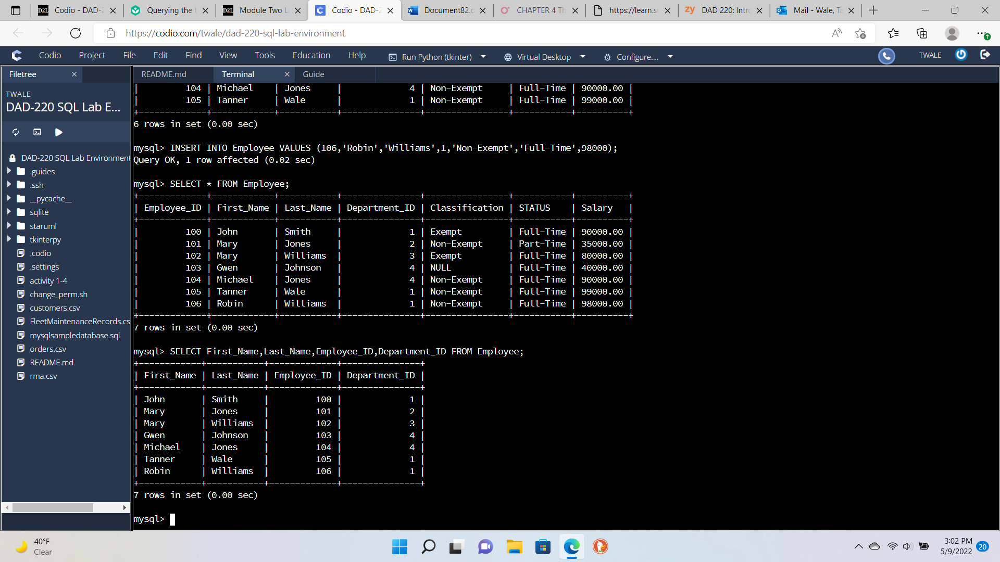 Codio - DAD-2
Querying the t
Module Two L
Codio - DAD-2
Document82.d
CHAPTER 4 Th
https://learn.s
DAD 220: Intro
Mail - Wale, Ta
https://codio.com/twale/dad-220-sql-lab-environment
Codio Project File Edit Find View Tools Education Help Run Python (tkinter) Virtual Desktop Configure.... TWALE
Filetree
README.md Terminal Guide
TWALE
DAD-220 SQL Lab E...
DAD-220 SQL Lab Environment
.guides
.ssh
__pycache__
sqlite
staruml
tkinterpy
.codio
.settings
activity 1-4
change_perm.sh
customers.csv
FleetMaintenanceRecords.cs
mysqlsampledatabase.sql
orders.csv
README.md
rma.csv
| 104 | Michael | Jones | 4 | Non-Exempt | Full-Time | 90000.00 |
| 105 | Tanner | Wale | 1 | Non-Exempt | Full-Time | 99000.00 |
+-------------+------------+-----------+---------------+----------------+-----------+----------+
6 rows in set (0.00 sec)
mysql> INSERT INTO Employee VALUES (106,'Robin','Williams',1,'Non-Exempt','Full-Time',98000);
Query OK, 1 row affected (0.02 sec)
mysql> SELECT * FROM Employee;
+-------------+------------+-----------+---------------+----------------+-----------+----------+
| Employee_ID | First_Name | Last_Name | Department_ID | Classification | STATUS | Salary |
+-------------+------------+-----------+---------------+----------------+-----------+----------+
| 100 | John | Smith | 1 | Exempt | Full-Time | 90000.00 |
| 101 | Mary | Jones | 2 | Non-Exempt | Part-Time | 35000.00 |
| 102 | Mary | Williams | 3 | Exempt | Full-Time | 80000.00 |
| 103 | Gwen | Johnson | 4 | NULL | Full-Time | 40000.00 |
| 104 | Michael | Jones | 4 | Non-Exempt | Full-Time | 90000.00 |
| 105 | Tanner | Wale | 1 | Non-Exempt | Full-Time | 99000.00 |
| 106 | Robin | Williams | 1 | Non-Exempt | Full-Time | 98000.00 |
+-------------+------------+-----------+---------------+----------------+-----------+----------+
7 rows in set (0.00 sec)
mysql> SELECT First_Name,Last_Name,Employee_ID,Department_ID FROM Employee;
+------------+-----------+-------------+---------------+
| First_Name | Last_Name | Employee_ID | Department_ID |
+------------+-----------+-------------+---------------+
| John | Smith | 100 | 1 |
| Mary | Jones | 101 | 2 |
| Mary | Williams | 102 | 3 |
| Gwen | Johnson | 103 | 4 |
| Michael | Jones | 104 | 4 |
| Tanner | Wale | 105 | 1 |
| Robin | Williams | 106 | 1 |
+------------+-----------+-------------+---------------+
7 rows in set (0.00 sec)
mysql>
40°F
Clear
3:02 PM
5/9/2022
20